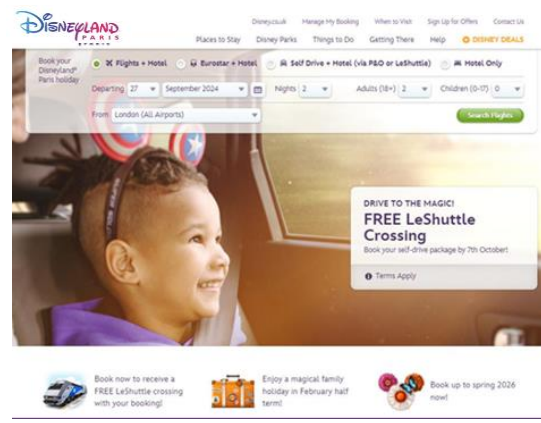 Disneyland
PARIS
Disney.co.uk Manage My Booking When to Visit Sign Up for Offers Contact Us
Places to Stay Disney Parks Things to Do Getting There Help DISNEY DEALS
Book your
Disneyland®
Paris holiday
Flights + Hotel Eurostar + Hotel Self Drive + Hotel (via P&O or LeShuttle) Hotel Only
Departing 27 September 2024 Nights 2 Adults (18+) 2 Children (0-17) 0
From London (All Airports) Search Flights
DRIVE TO THE MAGIC!
FREE LeShuttle
Crossing
Book your self-drive package by 7th October!
Terms Apply
Book now to receive a
FREE LeShuttle crossing
with your booking!
Enjoy a magical family
holiday in February half
term!
Book up to spring 2026
now!